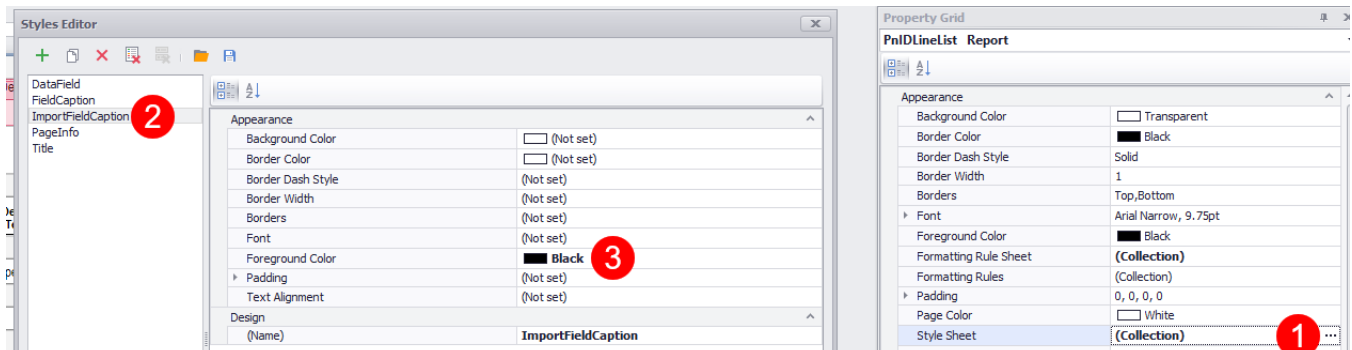 Styles Editor
DataField
FieldCaption
ImportFieldCaption
PageInfo
Title
2
Appearance
Background Color (Not set)
Border Color (Not set)
Border Dash Style (Not set)
Border Width (Not set)
Borders (Not set)
Font (Not set)
Foreground Color Black
3
Padding (Not set)
Text Alignment (Not set)
Design
(Name) ImportFieldCaption
Property Grid
PnIDLineList Report
Appearance
Background Color Transparent
Border Color Black
Border Dash Style Solid
Border Width 1
Borders Top,Bottom
Font Arial Narrow, 9.75pt
Foreground Color Black
Formatting Rule Sheet (Collection)
Formatting Rules (Collection)
Padding 0, 0, 0, 0
Page Color White
Style Sheet (Collection) 1 ...